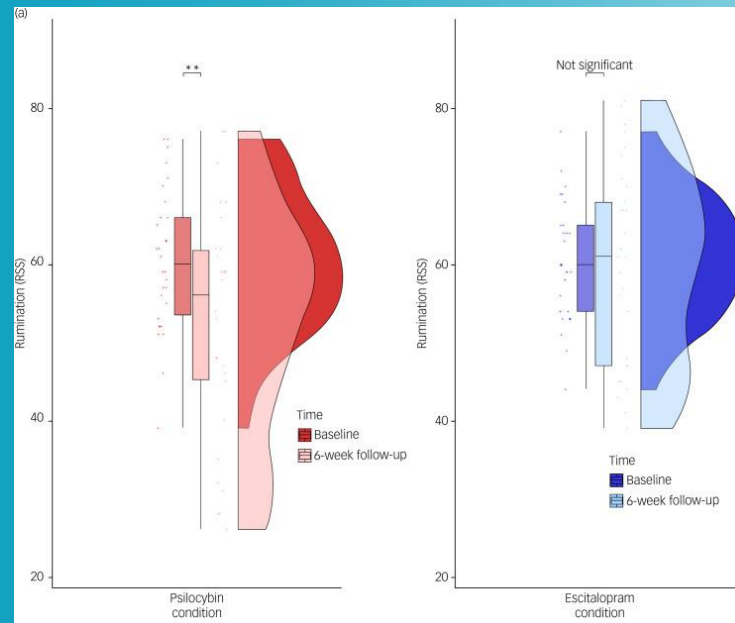 (a)
**
80
60
40
20
Rumination (RSS)
Time
Baseline
6-week follow-up
Psilocybin
condition
Not significant
80
60
40
20
Rumination (RSS)
Time
Baseline
6-week follow-up
Escitalopram
condition